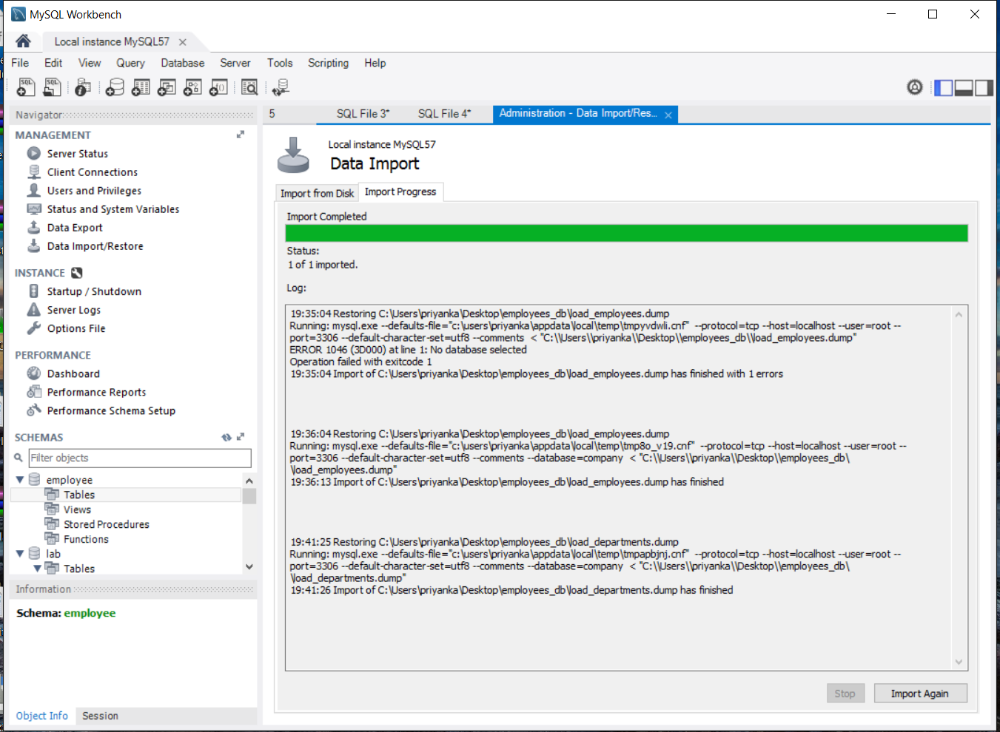 MySQL Workbench
Local instance MySQL57
File Edit View Query Database Server Tools Scripting Help
Navigator
MANAGEMENT
Server Status
Client Connections
Users and Privileges
Status and System Variables
Data Export
Data Import/Restore
INSTANCE
Startup / Shutdown
Server Logs
Options File
PERFORMANCE
Dashboard
Performance Reports
Performance Schema Setup
SCHEMAS
Filter objects
employee
Tables
Views
Stored Procedures
Functions
lab
Tables
Information
Schema: employee
Object Info Session
5 SQL File 3* SQL File 4* Administration - Data Import/Res...
Local instance MySQL57
Data Import
Import from Disk Import Progress
Import Completed
Status:
1 of 1 imported.
Log:
19:35:04 Restoring C:\Users\priyanka\Desktop\employees_db\load_employees.dump
Running: mysql.exe --defaults-file="c:\users\priyanka\appdata\local\temp\tmpyvdwli.cnf" --protocol=tcp --host=localhost --user=root --
port=3306 --default-character-set=utf8 --comments < "C:\\Users\\priyanka\\Desktop\\employees_db\\load_employees.dump"
ERROR 1046 (3D000) at line 1: No database selected
Operation failed with exitcode 1
19:35:04 Import of C:\Users\priyanka\Desktop\employees_db\load_employees.dump has finished with 1 errors
19:36:04 Restoring C:\Users\priyanka\Desktop\employees_db\load_employees.dump
Running: mysql.exe --defaults-file="c:\users\priyanka\appdata\local\temp\tmp8o_v19.cnf" --protocol=tcp --host=localhost --user=root --
port=3306 --default-character-set=utf8 --comments --database=company < "C:\\Users\\priyanka\\Desktop\\employees_db\
\load_employees.dump"
19:36:13 Import of C:\Users\priyanka\Desktop\employees_db\load_employees.dump has finished
19:41:25 Restoring C:\Users\priyanka\Desktop\employees_db\load_departments.dump
Running: mysql.exe --defaults-file="c:\users\priyanka\appdata\local\temp\tmpapbjnj.cnf" --protocol=tcp --host=localhost --user=root --
port=3306 --default-character-set=utf8 --comments --database=company < "C:\\Users\\priyanka\\Desktop\\employees_db\
\load_departments.dump"
19:41:26 Import of C:\Users\priyanka\Desktop\employees_db\load_departments.dump has finished
Stop Import Again